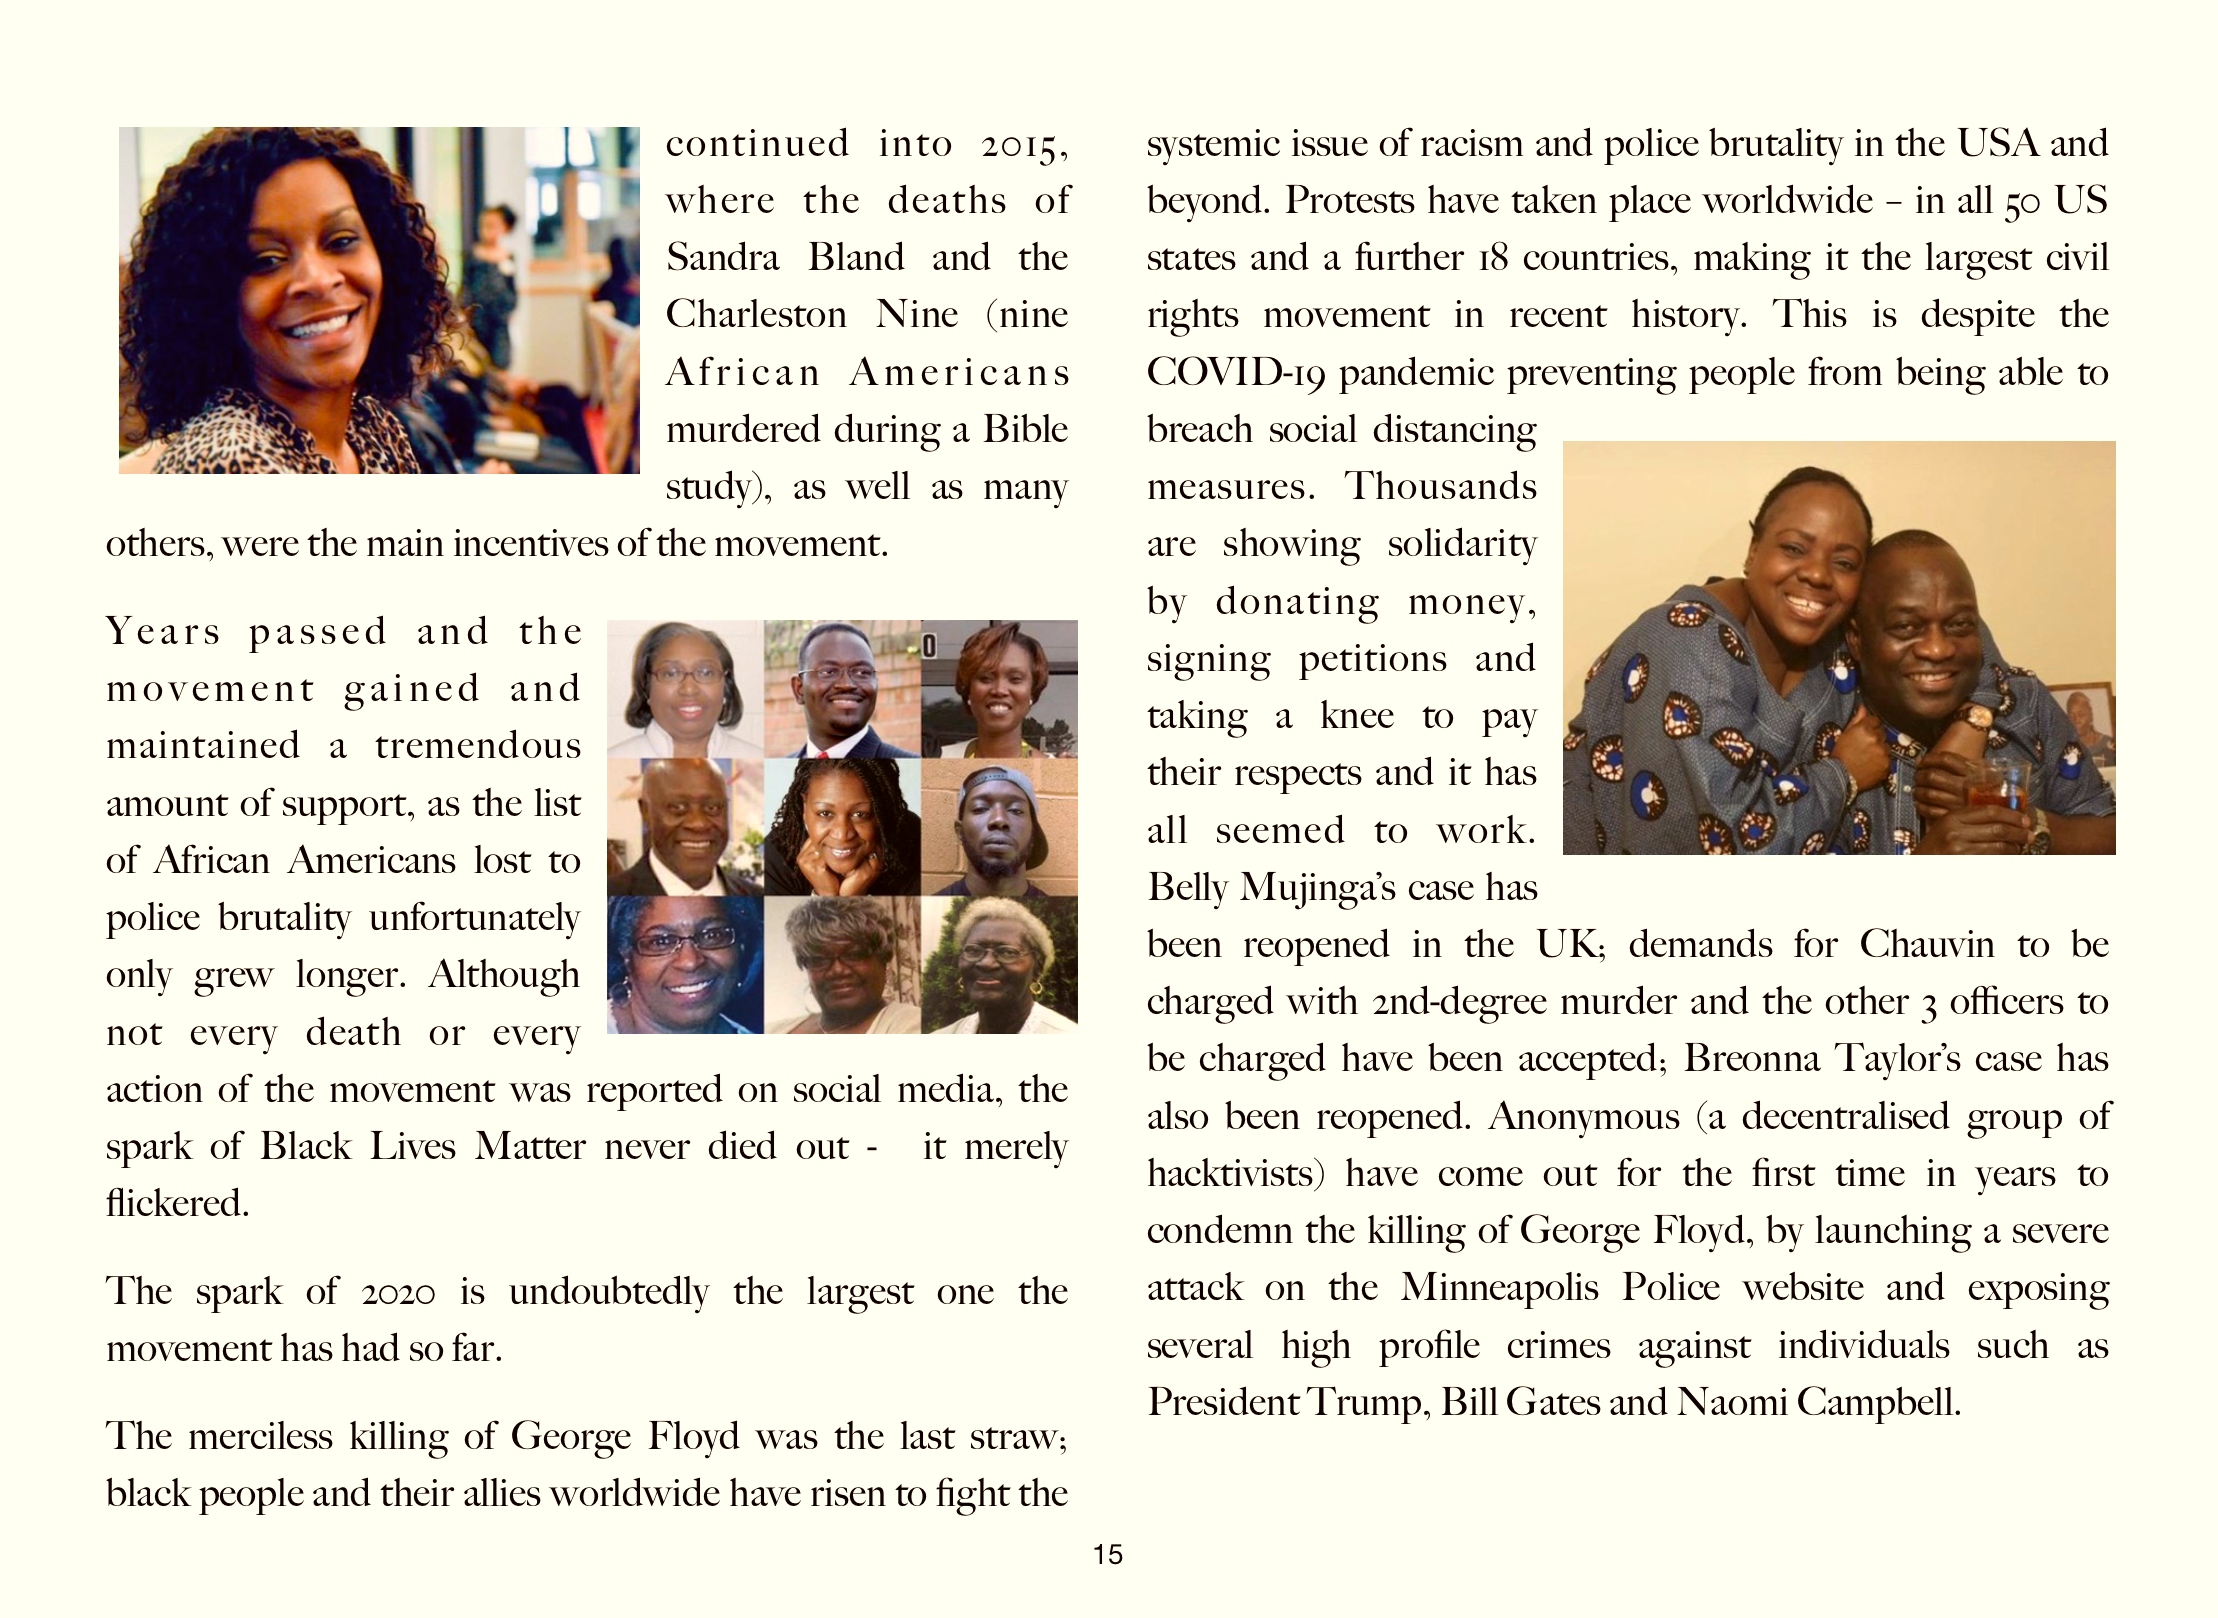 continued into 2015,
where the deaths of
Sandra Bland and the
Charleston Nine (nine
African Americans
murdered during a Bible
study), as well as many
others, were the main incentives of the movement.
Years passed and the
movement gained and
maintained a tremendous
amount of support, as the list
of African Americans lost to
police brutality unfortunately
only grew longer. Although
not every death or every
action of the movement was reported on social media, the
spark of Black Lives Matter never died out - it merely
flickered.
The spark of 2020 is undoubtedly the largest one the
movement has had so far.
The merciless killing of George Floyd was the last straw;
black people and their allies worldwide have risen to fight the
systemic issue of racism and police brutality in the USA and
beyond. Protests have taken place worldwide – in all 50 US
states and a further 18 countries, making it the largest civil
rights movement in recent history. This is despite the
COVID-19 pandemic preventing people from being able to
breach social distancing
measures. Thousands
are showing solidarity
by donating money,
signing petitions and
taking a knee to pay
their respects and it has
all seemed to work.
Belly Mujinga’s case has
been reopened in the UK; demands for Chauvin to be
charged with 2nd-degree murder and the other 3 officers to
be charged have been accepted; Breonna Taylor’s case has
also been reopened. Anonymous (a decentralised group of
hacktivists) have come out for the first time in years to
condemn the killing of George Floyd, by launching a severe
attack on the Minneapolis Police website and exposing
several high profile crimes against individuals such as
President Trump, Bill Gates and Naomi Campbell.
15